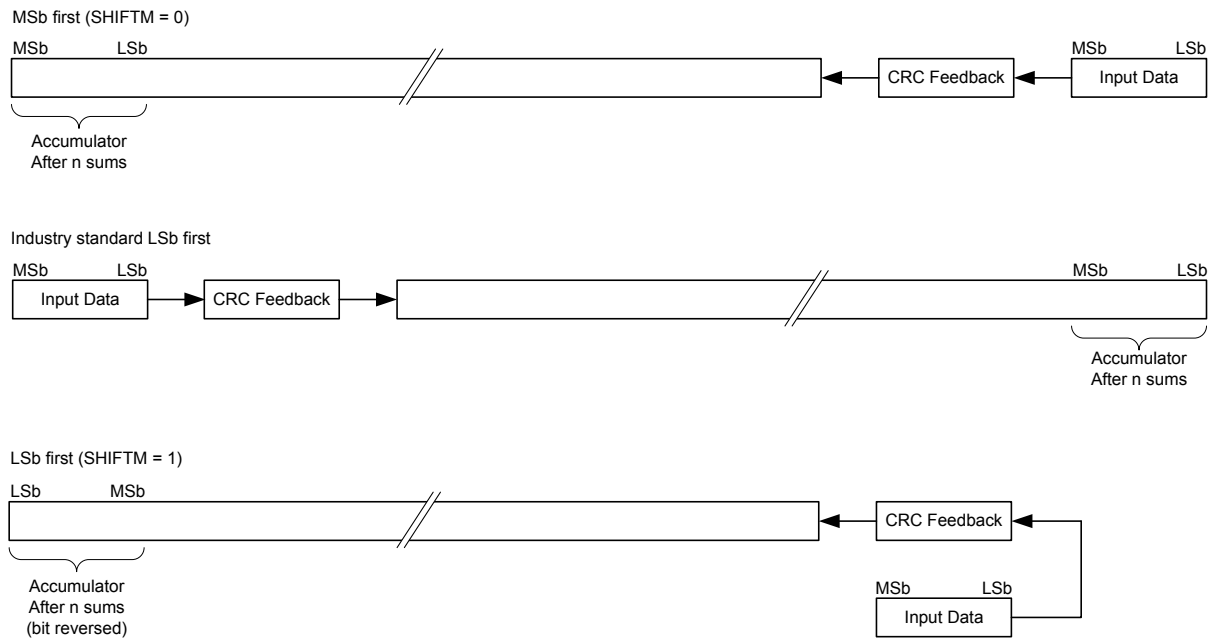 MSb first (SHIFTM = 0)
MSb LSb MSb LSb
CRC Feedback Input Data
Accumulator
After n sums
Industry standard LSb first
MSb LSb MSb LSb
Input Data CRC Feedback
Accumulator
After n sums
LSb first (SHIFTM = 1)
LSb MSb
CRC Feedback
Accumulator
After n sums
(bit reversed)
MSb LSb
Input Data